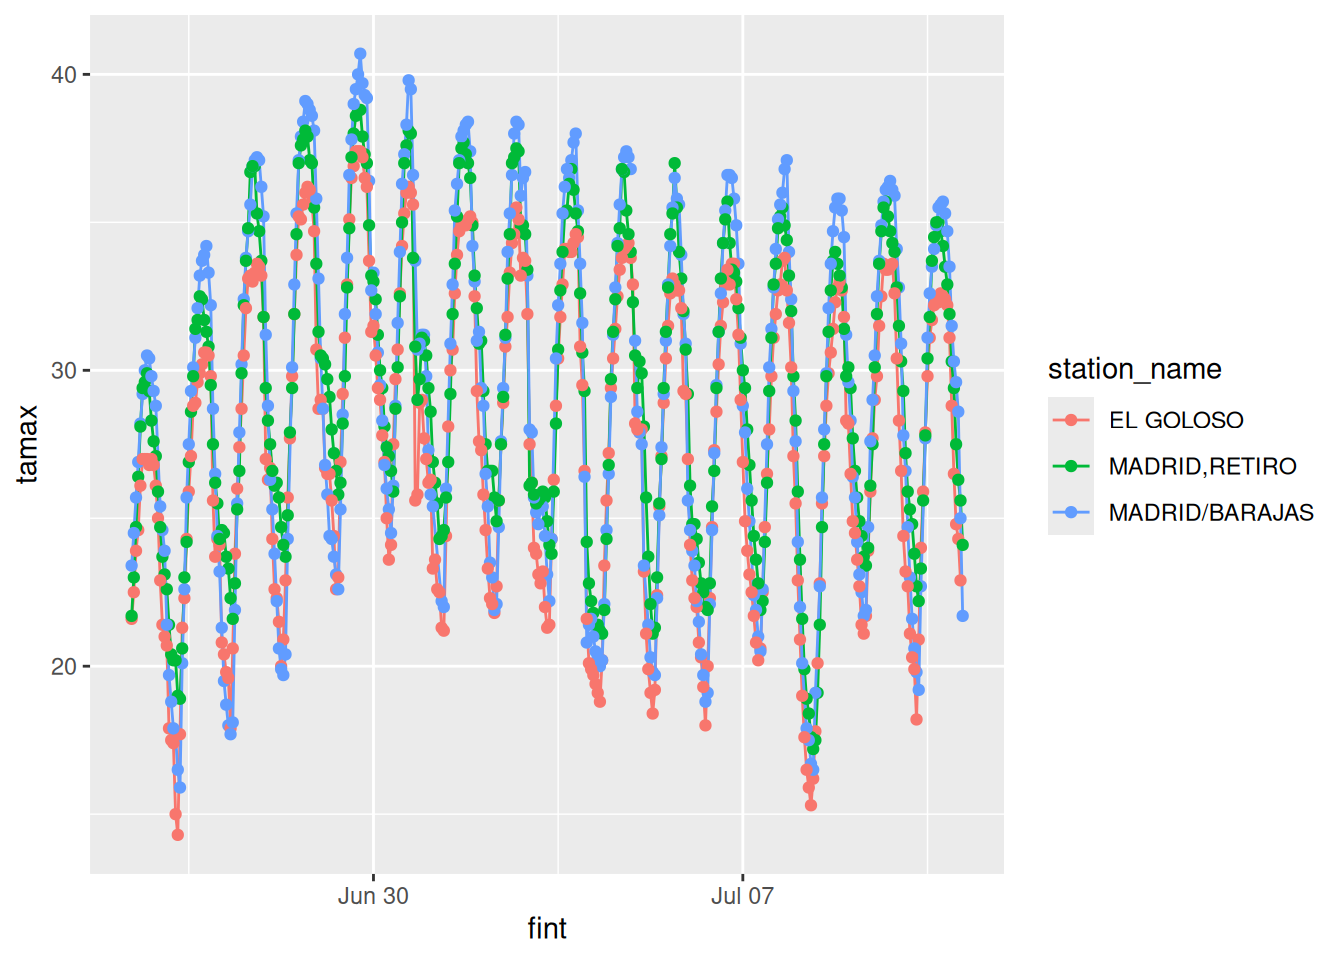 40
30
20
tamax
Jun 30
Jul 07
fint
station_name
EL GOLOSO
MADRID,RETIRO
MADRID/BARAJAS